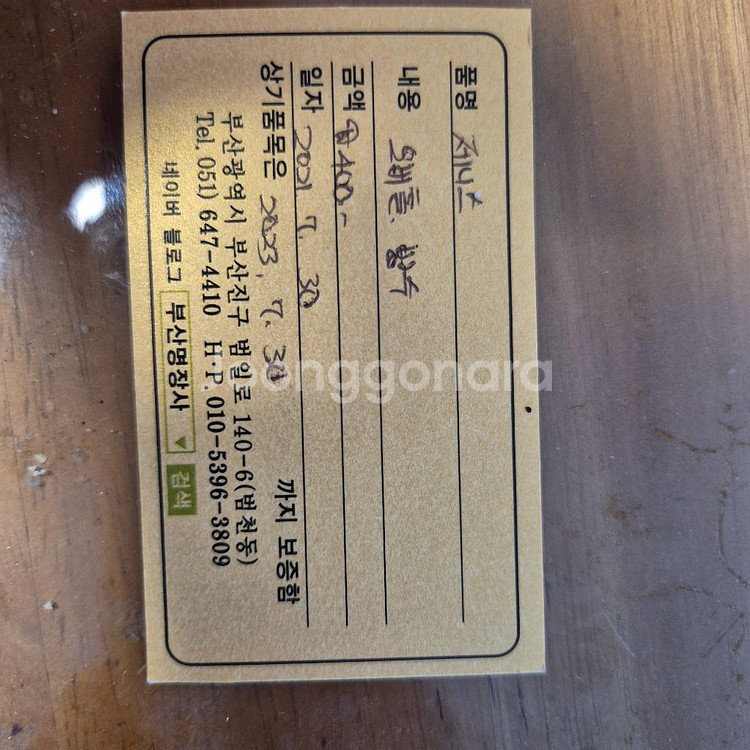 품명 제니스
내용 오버홀. 방수
금액 ₩400-
일자 2021. 7. 30
상기품목은 2023. 7. 30 까지 보증함
부산광역시 부산진구 범일로 140-6(범천동)
Tel. 051) 647-4410 H·P 010-5396-3809
네이버 블로그 부산명장사 ▼ 검색
Joonggonara